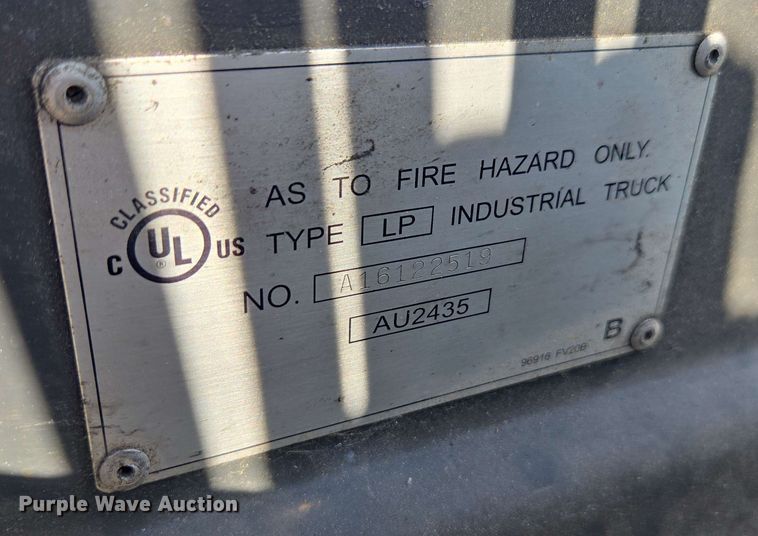 AS TO FIRE HAZARD ONLY.
CLASSIFIED
C UL ® US
TYPE LP INDUSTRIAL TRUCK
NO. A16122519
AU2435
96916 FV20B
B
Purple Wave Auction